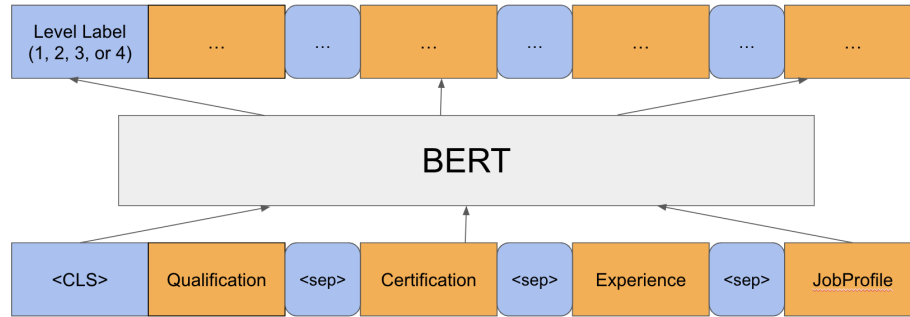 Level Label
(1, 2, 3, or 4)
... ... ... ... ... ...
BERT
<CLS> Qualification <sep> Certification <sep> Experience <sep> JobProfile